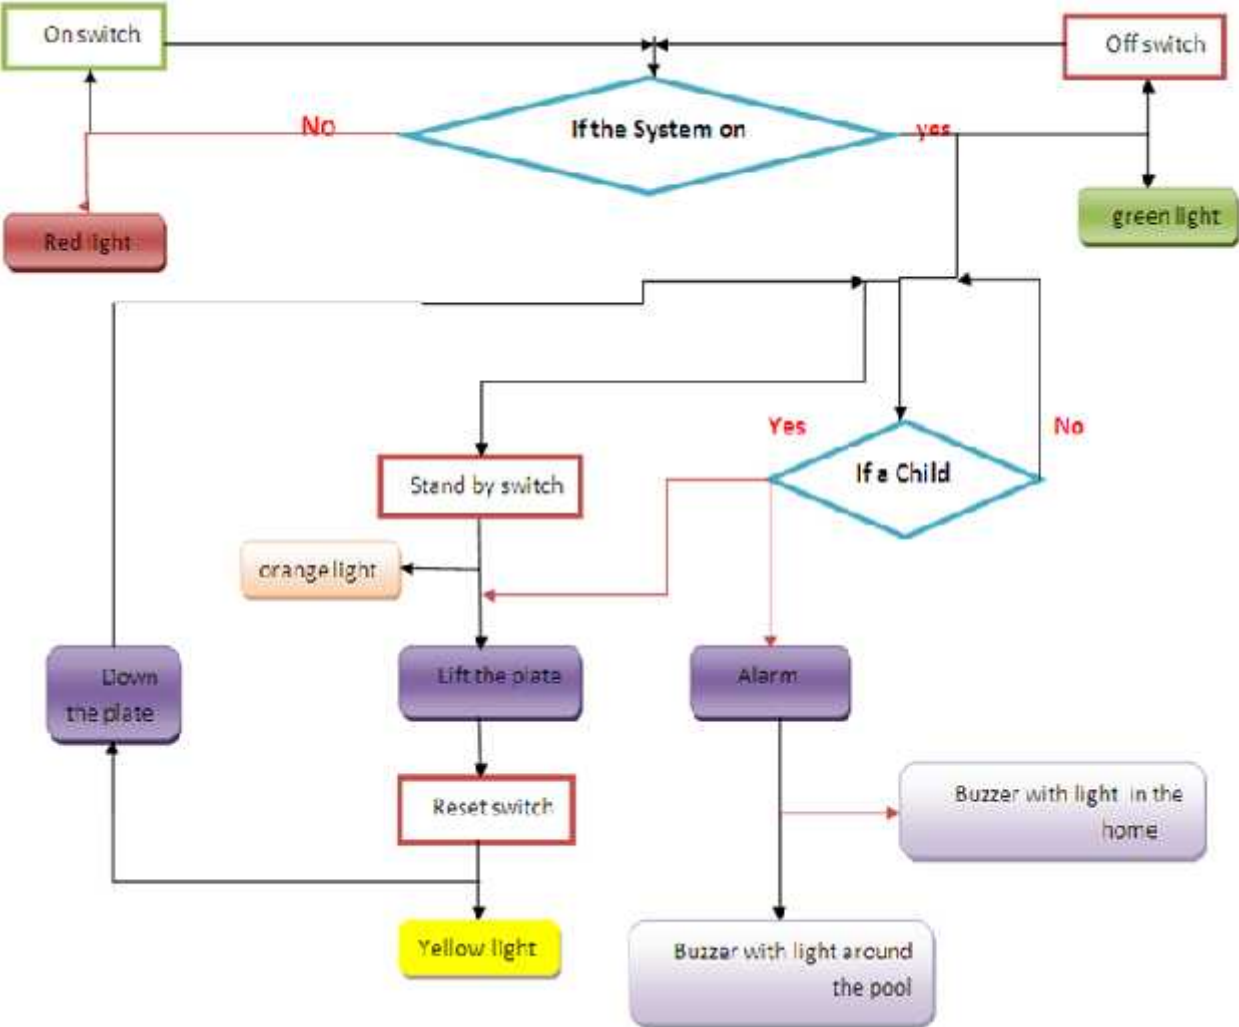 On switch
Off switch
No
If the System on
yes
Red light
green light
Yes
No
If a Child
Stand by switch
orange light
Down
the plate
Lift the plate
Alarm
Reset switch
Buzzer with light in the
home
Yellow light
Buzzer with light around
the pool